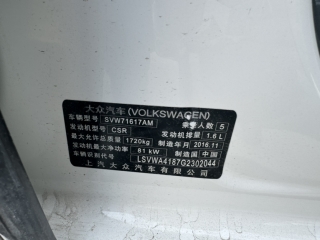 大众汽车(VOLKSWAGEN)
车辆型号 SVW71617AM 乘坐人数 5
发动机型号 CSR 发动机排量 1.6 L
最大允许总质量 1720kg 制造年月 2016.11
发动机最大净功率 81 kW 制造国 中国
车辆识别代号 LSVWA4187G2302044
上汽大众汽车有限公司